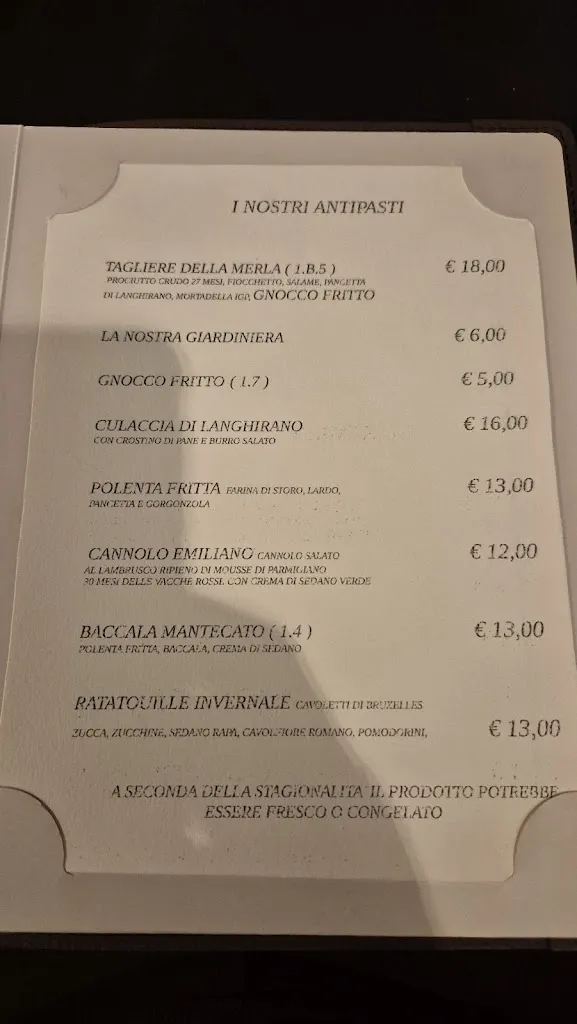 I NOSTRI ANTIPASTI
TAGLIERE DELLA MERLA ( 1.B.5 ) € 18,00
PROCIUTTO CRUDO 27 MESI, FIOCCHETTO, SALAME, PANCETTA
DI LANGHIRANO, MORTADELLA IGP, GNOCCO FRITTO
LA NOSTRA GIARDINIERA € 6,00
GNOCCO FRITTO ( 1.7 ) € 5,00
CULACCIA DI LANGHIRANO € 16,00
CON CROSTINO DI PANE E BURRO SALATO
POLENTA FRITTA FARINA DI STORO, LARDO, € 13,00
PANCETTA E GORGONZOLA
CANNOLO EMILIANO CANNOLO SALATO € 12,00
AL LAMBRUSCO RIPIENO DI MOUSSE DI PARMIGIANO
30 MESI DELLE VACCHE ROSSE. CON CREMA DI SEDANO VERDE
BACCALA MANTECATO ( 1.4 ) € 13,00
POLENTA FRITTA, BACCALA, CREMA DI SEDANO
RATATOUILLE INVERNALE CAVOLETTI DI BRUXELLES
ZUCCA, ZUCCHINE, SEDANO RAPA, CAVOLFIORE ROMANO, POMODORINI, € 13,00
A SECONDA DELLA STAGIONALITA' IL PRODOTTO POTREBBE
ESSERE FRESCO O CONGELATO